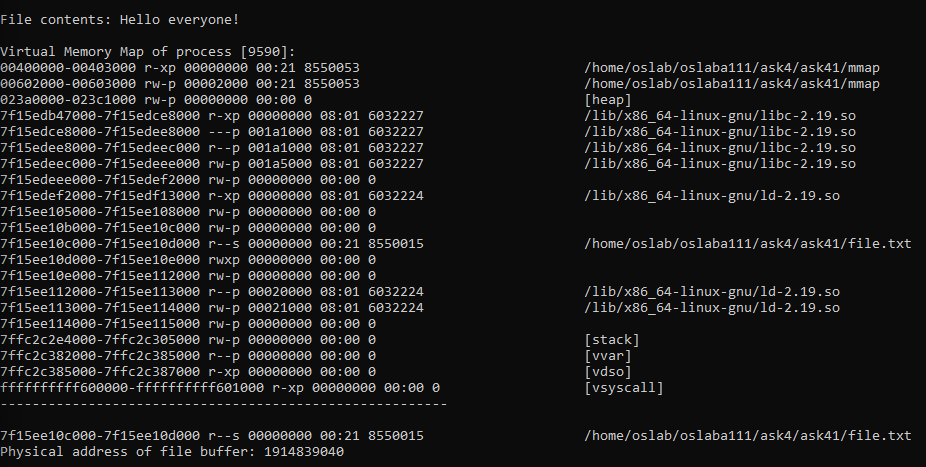 File contents: Hello everyone!
Virtual Memory Map of process [9590]:
00400000-00403000 r-xp 00000000 00:21 8550053 /home/oslab/oslaba111/ask4/ask41/mmap
00602000-00603000 rw-p 00002000 00:21 8550053 /home/oslab/oslaba111/ask4/ask41/mmap
023a0000-023c1000 rw-p 00000000 00:00 0 [heap]
7f15edb47000-7f15edce8000 r-xp 00000000 08:01 6032227 /lib/x86_64-linux-gnu/libc-2.19.so
7f15edce8000-7f15edee8000 ---p 001a1000 08:01 6032227 /lib/x86_64-linux-gnu/libc-2.19.so
7f15edee8000-7f15edeec000 r--p 001a1000 08:01 6032227 /lib/x86_64-linux-gnu/libc-2.19.so
7f15edeec000-7f15edeee000 rw-p 001a5000 08:01 6032227 /lib/x86_64-linux-gnu/libc-2.19.so
7f15edeee000-7f15edef2000 rw-p 00000000 00:00 0
7f15edef2000-7f15edf13000 r-xp 00000000 08:01 6032224 /lib/x86_64-linux-gnu/ld-2.19.so
7f15ee105000-7f15ee108000 rw-p 00000000 00:00 0
7f15ee10b000-7f15ee10c000 rw-p 00000000 00:00 0
7f15ee10c000-7f15ee10d000 r--s 00000000 00:21 8550015 /home/oslab/oslaba111/ask4/ask41/file.txt
7f15ee10d000-7f15ee10e000 rwxp 00000000 00:00 0
7f15ee10e000-7f15ee112000 rw-p 00000000 00:00 0
7f15ee112000-7f15ee113000 r--p 00020000 08:01 6032224 /lib/x86_64-linux-gnu/ld-2.19.so
7f15ee113000-7f15ee114000 rw-p 00021000 08:01 6032224 /lib/x86_64-linux-gnu/ld-2.19.so
7f15ee114000-7f15ee115000 rw-p 00000000 00:00 0
7ffc2c2e4000-7ffc2c305000 rw-p 00000000 00:00 0 [stack]
7ffc2c382000-7ffc2c385000 r--p 00000000 00:00 0 [vvar]
7ffc2c385000-7ffc2c387000 r-xp 00000000 00:00 0 [vdso]
ffffffffff600000-ffffffffff601000 r-xp 00000000 00:00 0 [vsyscall]
--------------------------------------------------------
7f15ee10c000-7f15ee10d000 r--s 00000000 00:21 8550015 /home/oslab/oslaba111/ask4/ask41/file.txt
Physical address of file buffer: 1914839040